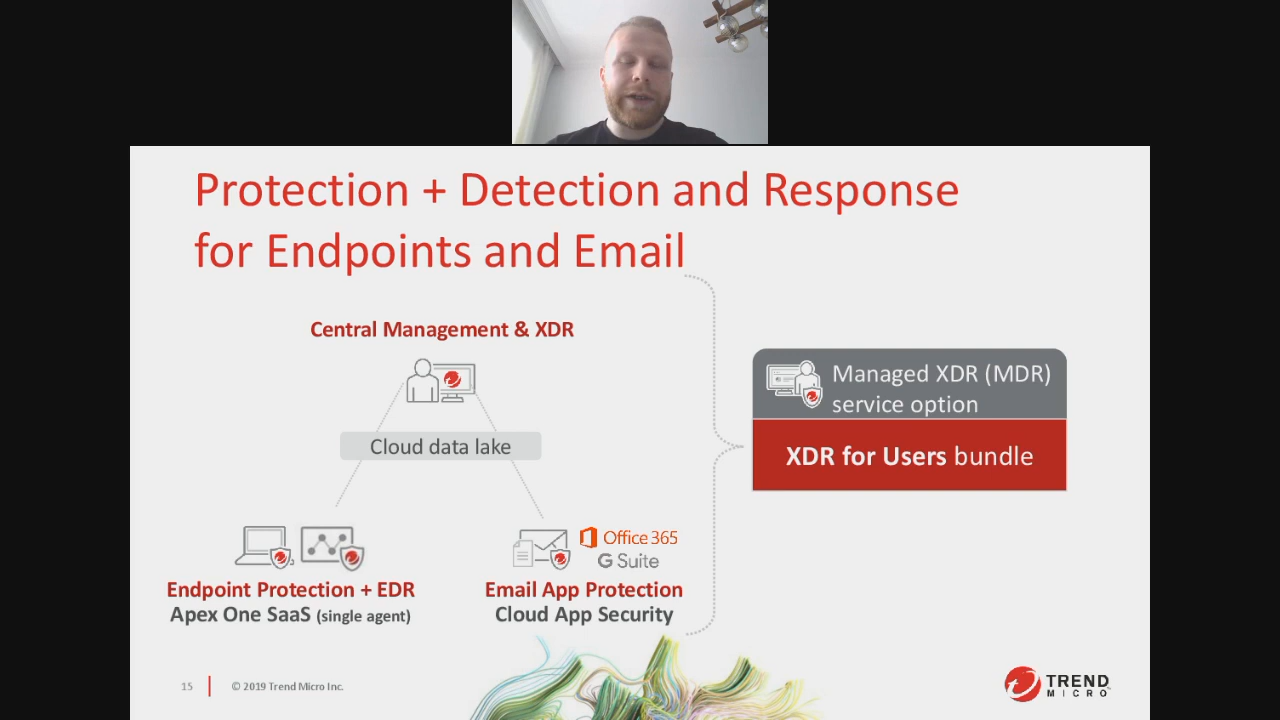 Protection + Detection and Response
for Endpoints and Email
Central Management & XDR
Cloud data lake
Managed XDR (MDR)
service option
XDR for Users bundle
Office 365
G Suite
Endpoint Protection + EDR
Apex One SaaS (single agent)
Email App Protection
Cloud App Security
15
© 2019 Trend Micro Inc.
TREND
MICRO